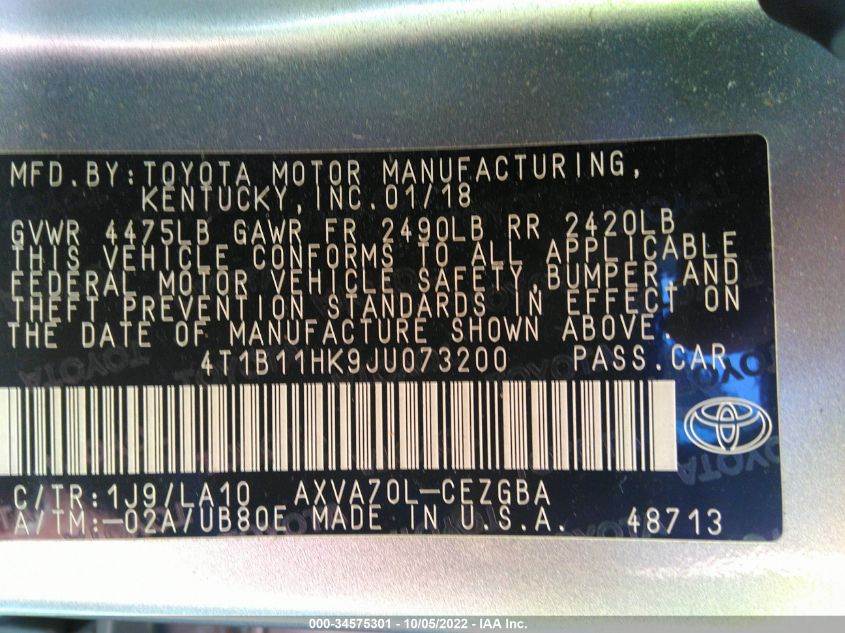 MFD.BY:TOYOTA MOTOR MANUFACTURING,
KENTUCKY,INC.01/18
GVWR 4475LB GAWR FR 2490LB RR 2420LB
THIS VEHICLE CONFORMS TO ALL APPLICABLE
FEDERAL MOTOR VEHICLE SAFETY,BUMPER,AND
THEFT PREVENTION STANDARDS IN EFFECT ON
THE DATE OF MANUFACTURE SHOWN ABOVE.
4T1B11HK9JU073200 PASS.CAR
C/TR:1J9/LA10 AXVA70L-CEZGBA
A/TM:-02A/UB80E MADE IN U.S.A. 48713
000-34575301 - 10/05/2022 - IAA Inc.